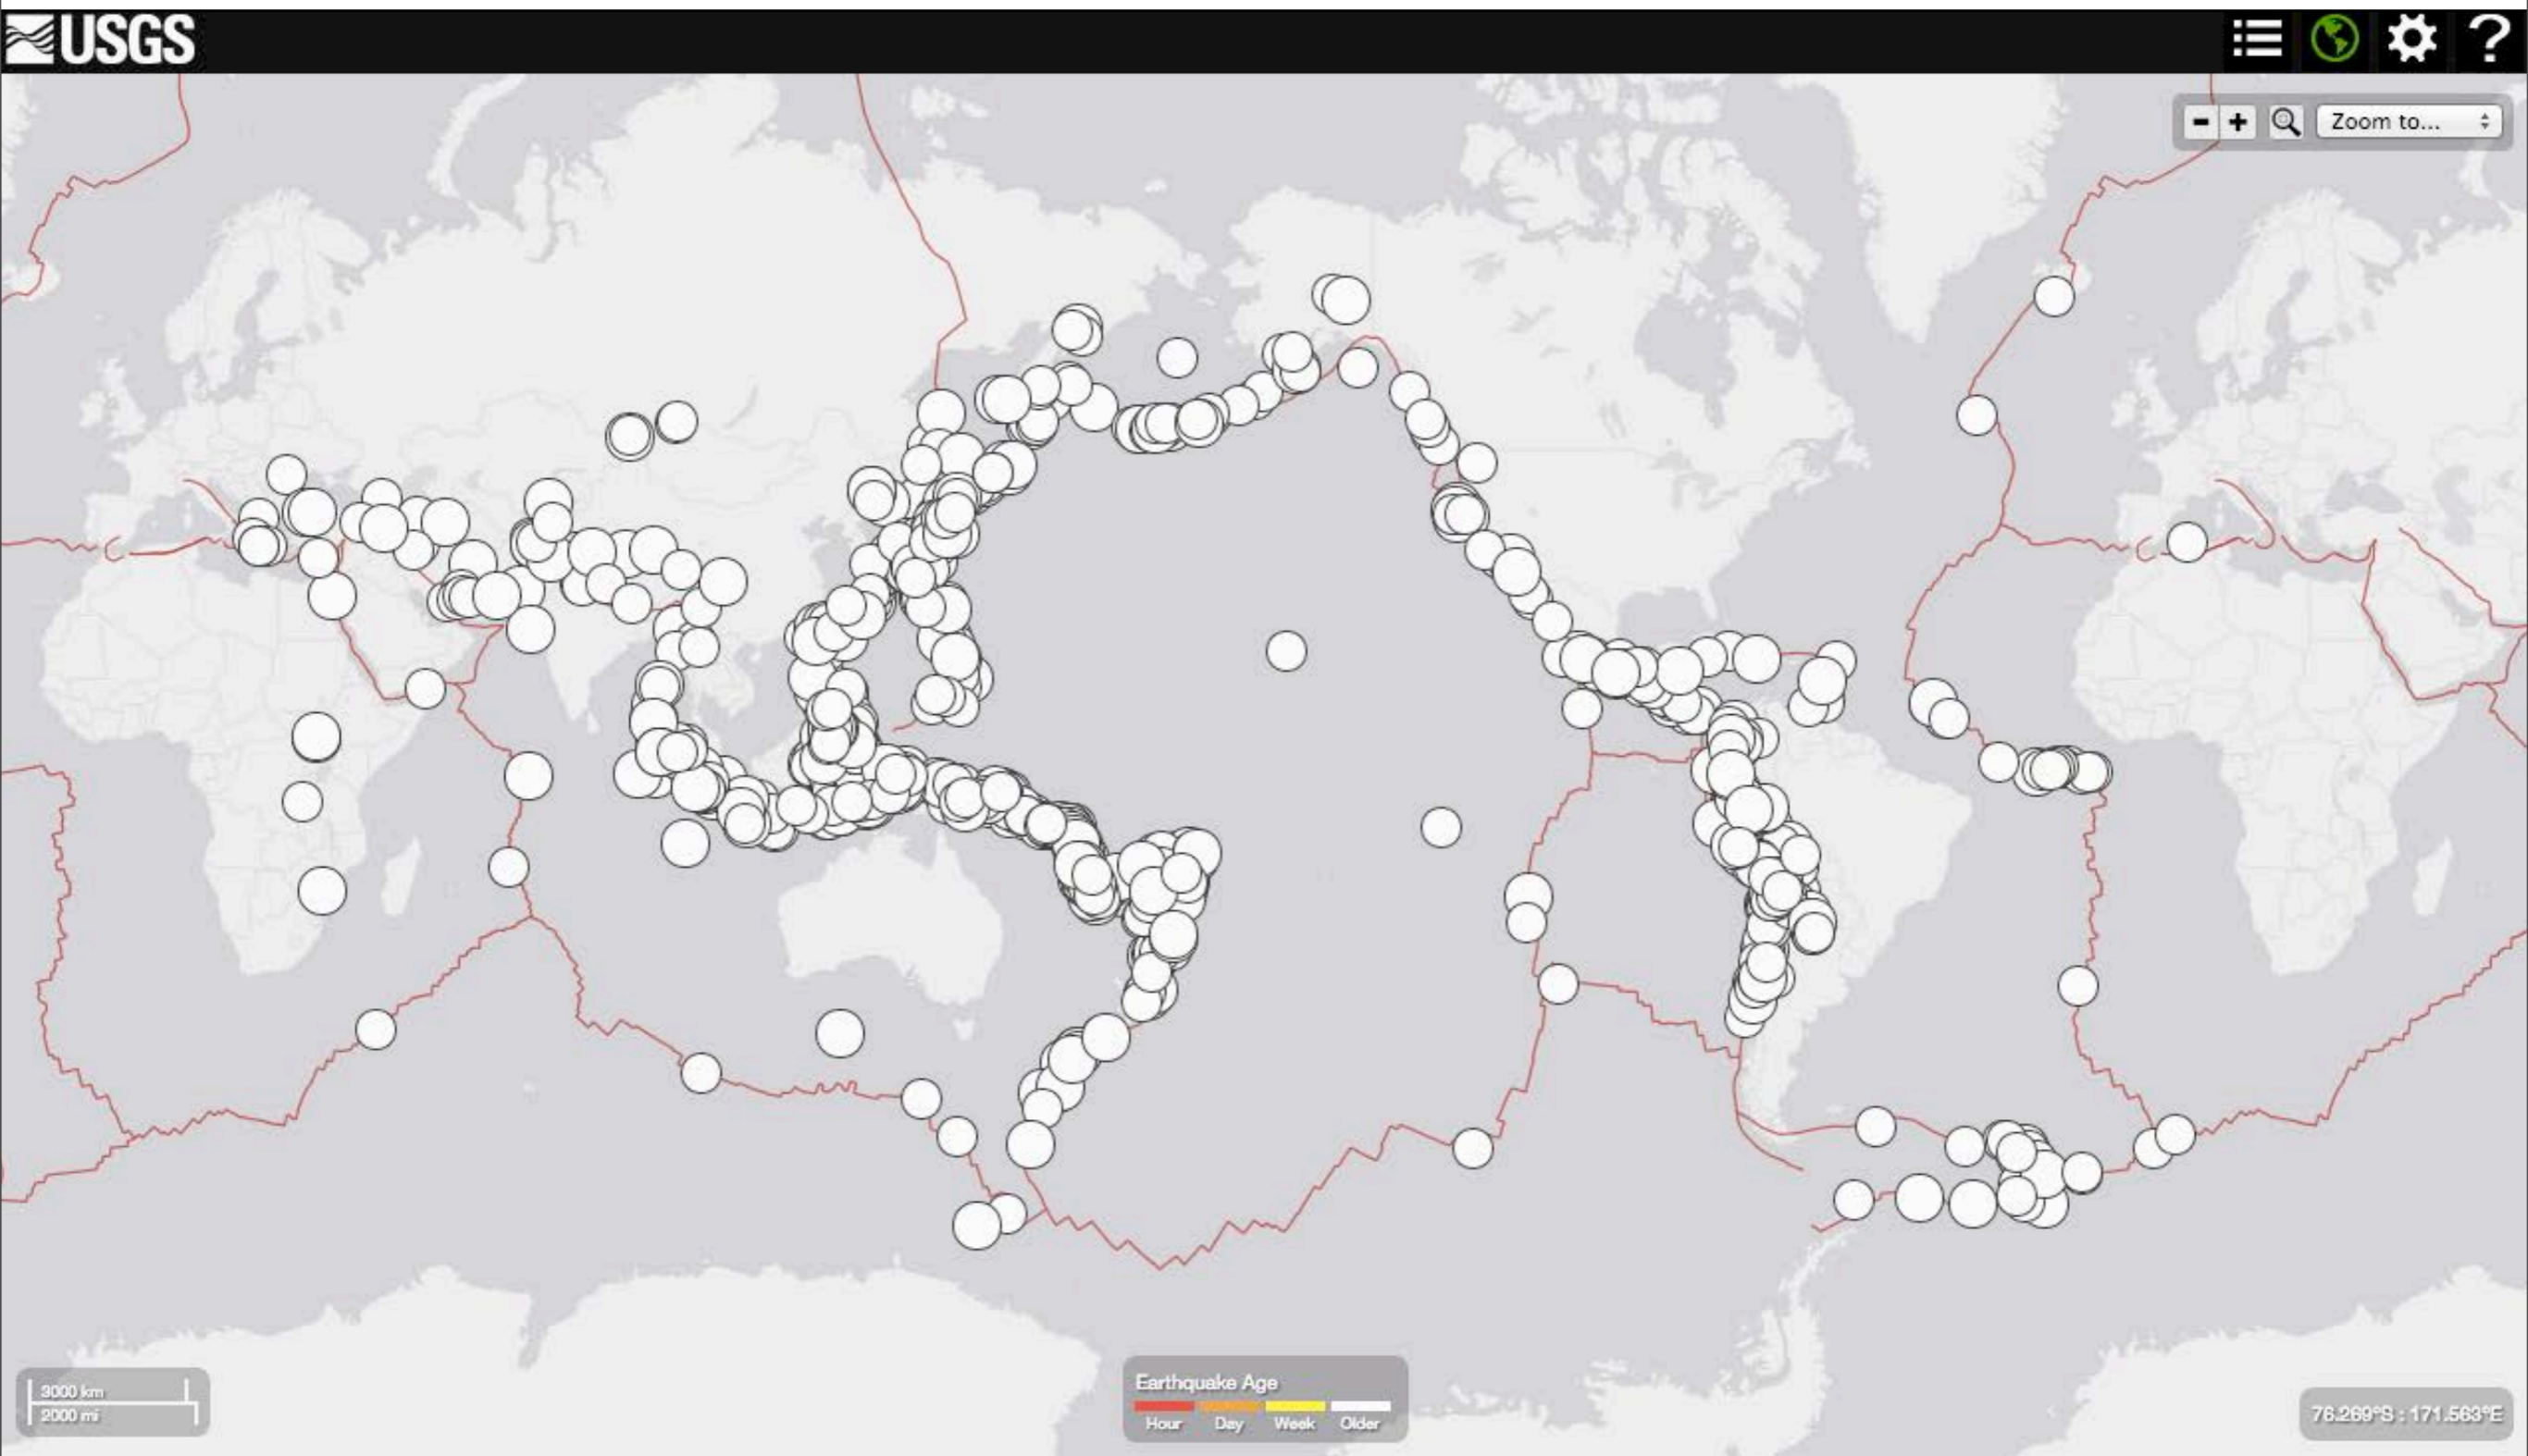 USGS
?
- + Zoom to...
3000 km
2000 mi
Earthquake Age
Hour Day Week Older
76.269°S : 171.563°E